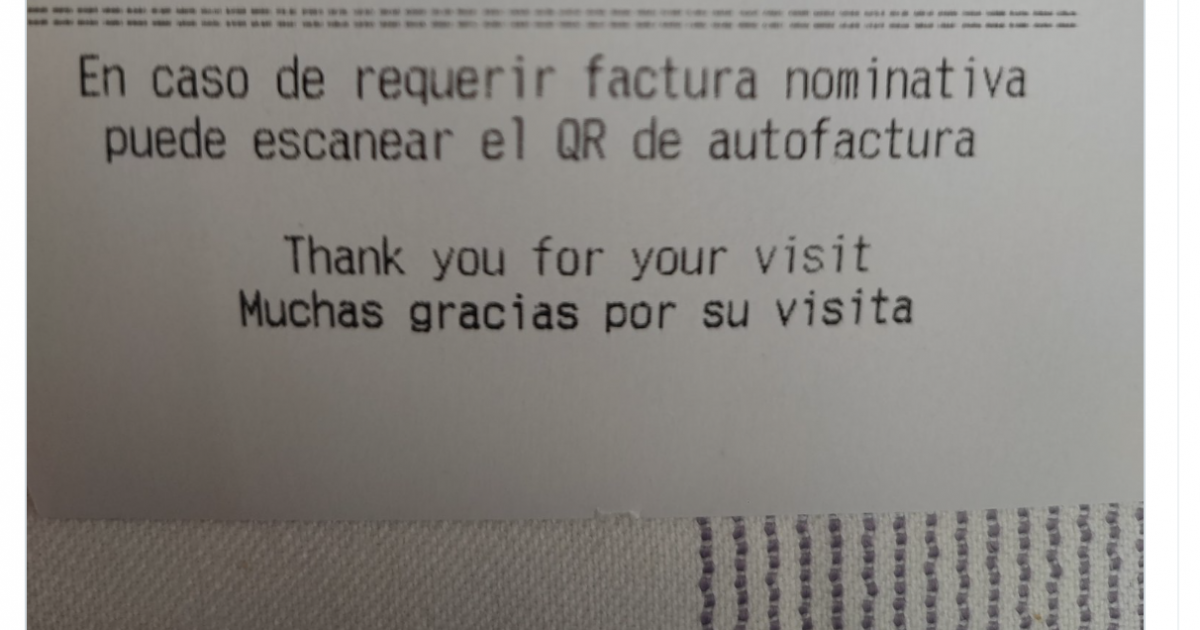 En caso de requerir factura nominativa
puede escanear el QR de autofactura
Thank you for your visit
Muchas gracias por su visita